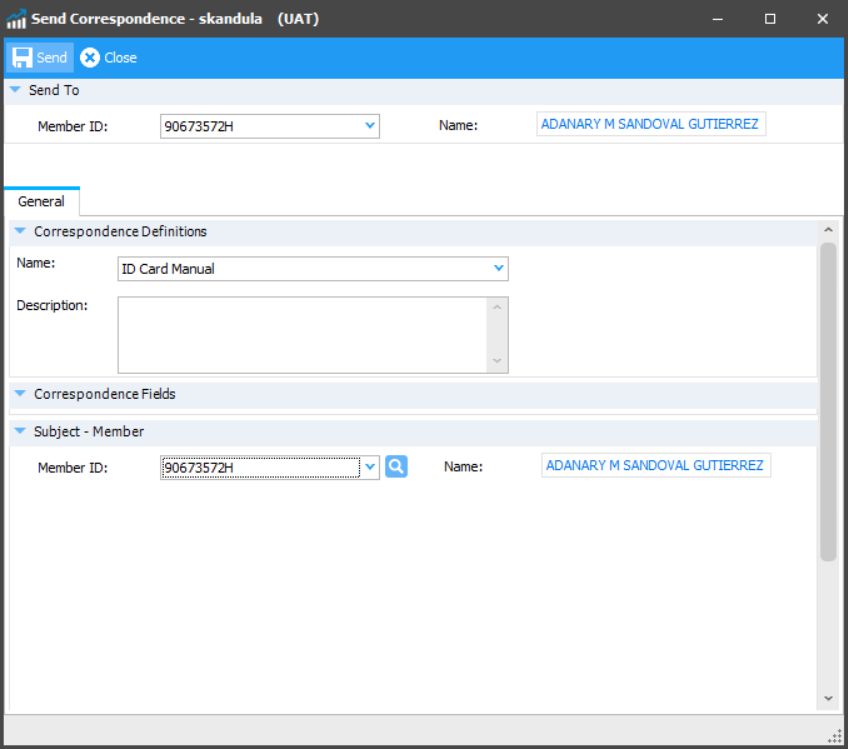 Send Correspondence - skandula (UAT)
Send Close
Send To
Member ID: 90673572H Name: ADANARY M SANDOVAL GUTIERREZ
General
Correspondence Definitions
Name: ID Card Manual
Description:
Correspondence Fields
Subject - Member
Member ID: 90673572H Name: ADANARY M SANDOVAL GUTIERREZ